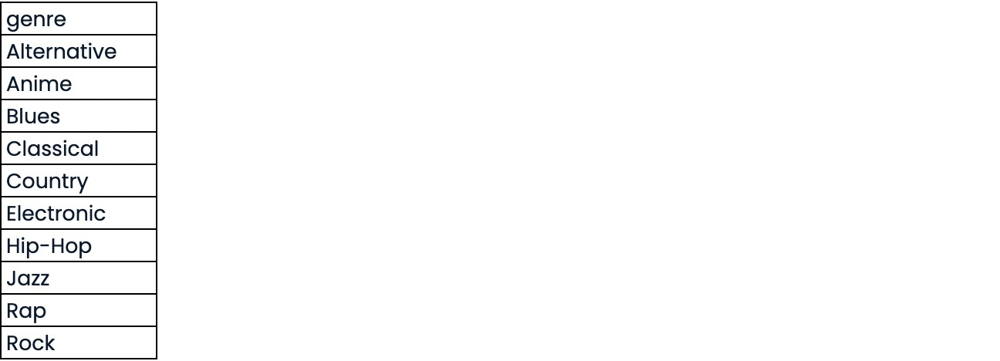 genre
Alternative
Anime
Blues
Classical
Country
Electronic
Hip-Hop
Jazz
Rap
Rock